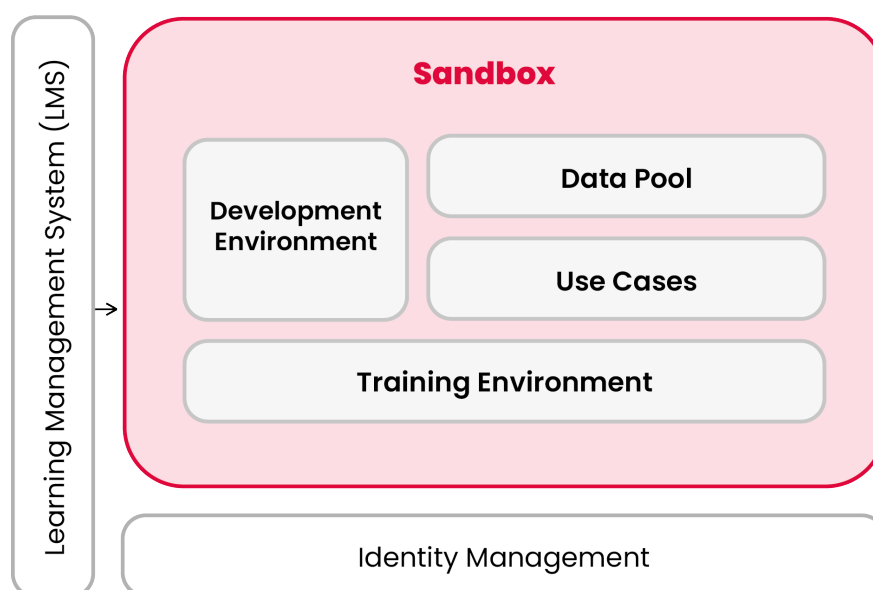 Learning Management System (LMS)
Sandbox
Development
Environment
Data Pool
Use Cases
Training Environment
Identity Management